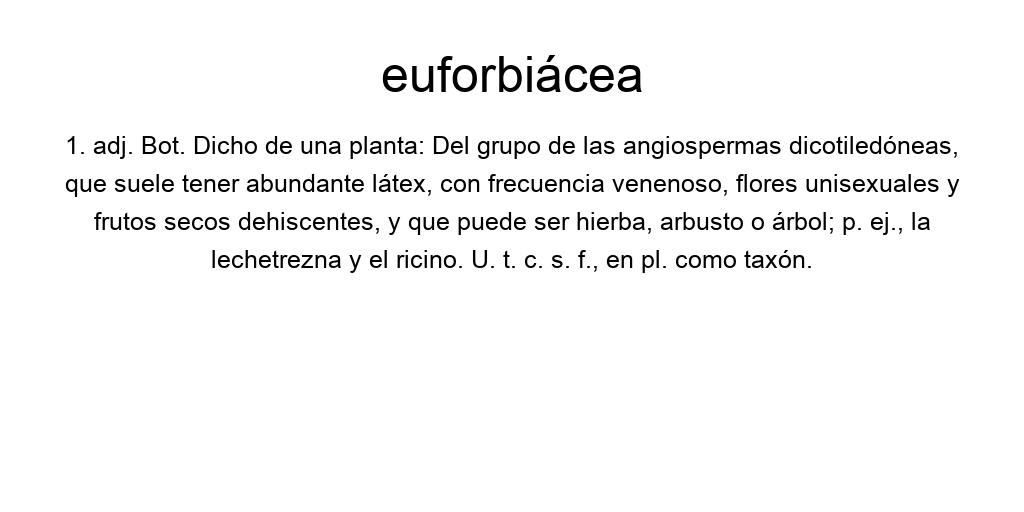 euforbiácea
1. adj. Bot. Dicho de una planta: Del grupo de las angiospermas dicotiledóneas,
que suele tener abundante látex, con frecuencia venenoso, flores unisexuales y
frutos secos dehiscentes, y que puede ser hierba, arbusto o árbol; p. ej., la
lechetrezna y el ricino. U. t. c. s. f., en pl. como taxón.